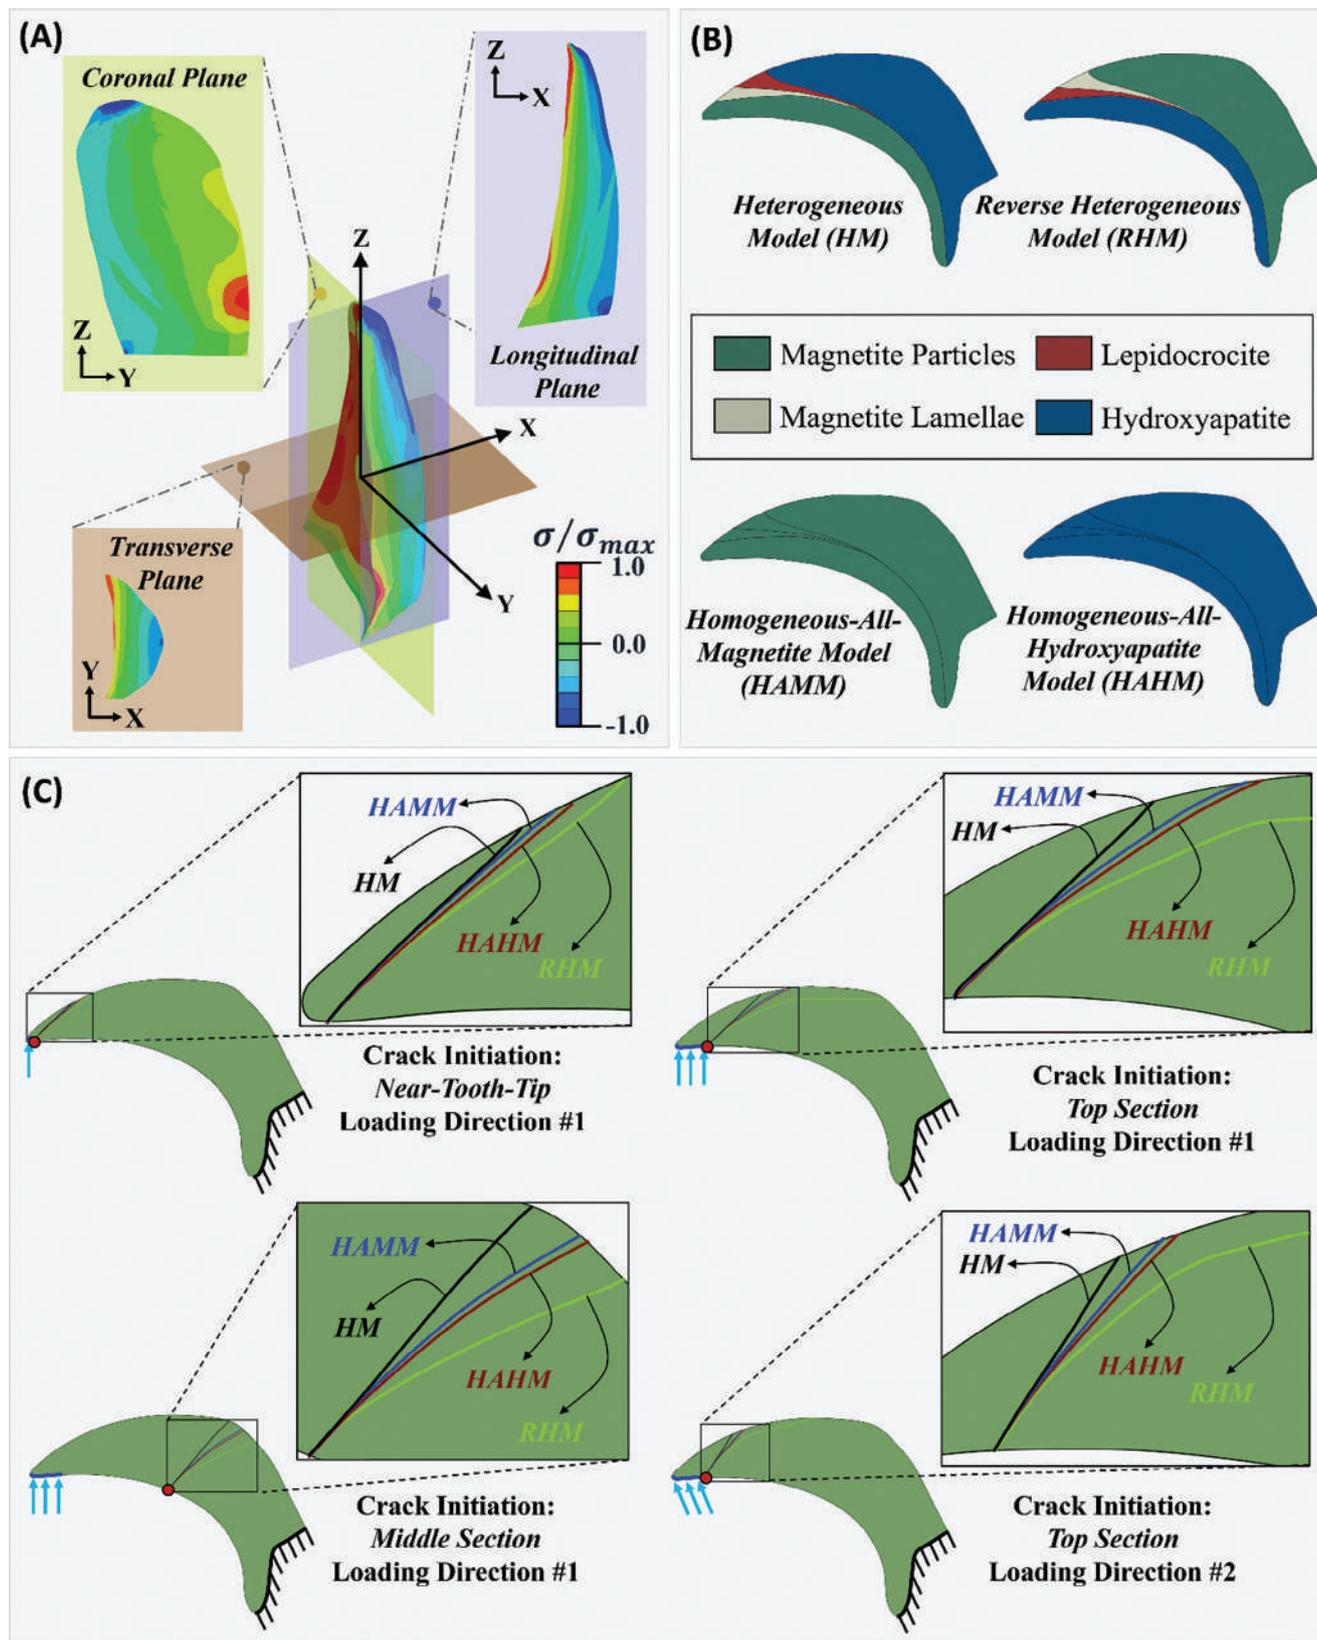 (A)
Coronal Plane
Z
Y
Z
X
Longitudinal
Plane
Z
X
Y
Transverse
Plane
Y
X
σ/σmax
1.0
0.0
-1.0
(B)
Heterogeneous
Model (HM)
Reverse Heterogeneous
Model (RHM)
Magnetite Particles
Lepidocrocite
Magnetite Lamellae
Hydroxyapatite
Homogeneous-All-
Magnetite Model
(HAMM)
Homogeneous-All-
Hydroxyapatite
Model (HAHM)
(C)
HAMM
HM
HAHM
RHM
Crack Initiation:
Near-Tooth-Tip
Loading Direction #1
HAMM
HM
HAHM
RHM
Crack Initiation:
Top Section
Loading Direction #1
HAMM
HM
HAHM
RHM
Crack Initiation:
Middle Section
Loading Direction #1
HAMM
HM
HAHM
RHM
Crack Initiation:
Top Section
Loading Direction #2